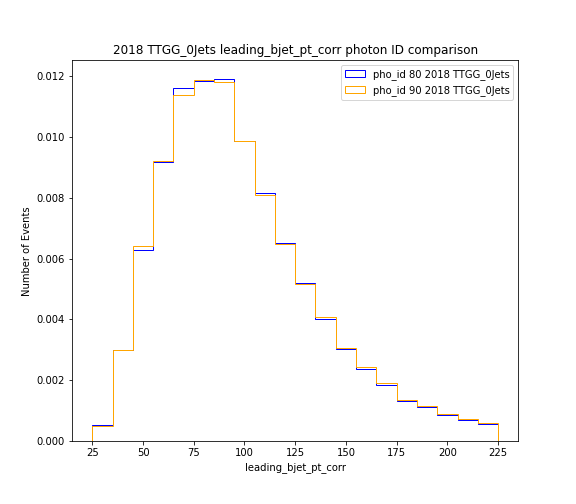 2018 TTGG_0Jets leading_bjet_pt_corr photon ID comparison
pho_id 80 2018 TTGG_0Jets
pho_id 90 2018 TTGG_0Jets
0.012
0.010
0.008
0.006
0.004
0.002
0.000
Number of Events
25 50 75 100 125 150 175 200 225
leading_bjet_pt_corr